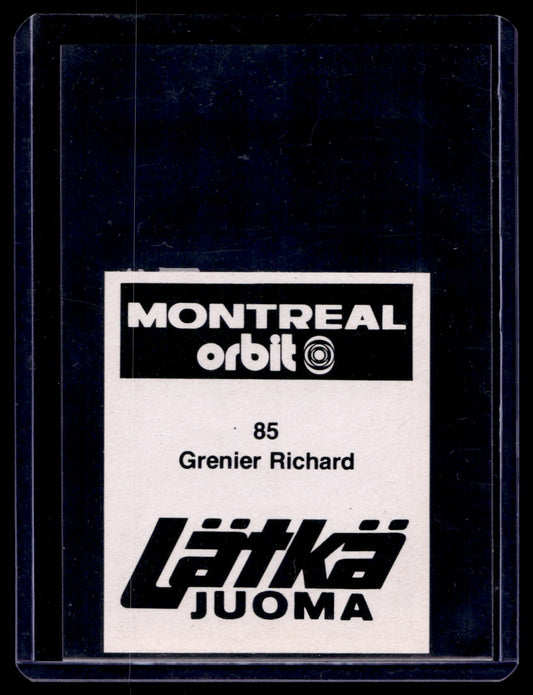 MONTREAL
orbit
85
Grenier Richard
Lätkä
JUOMA